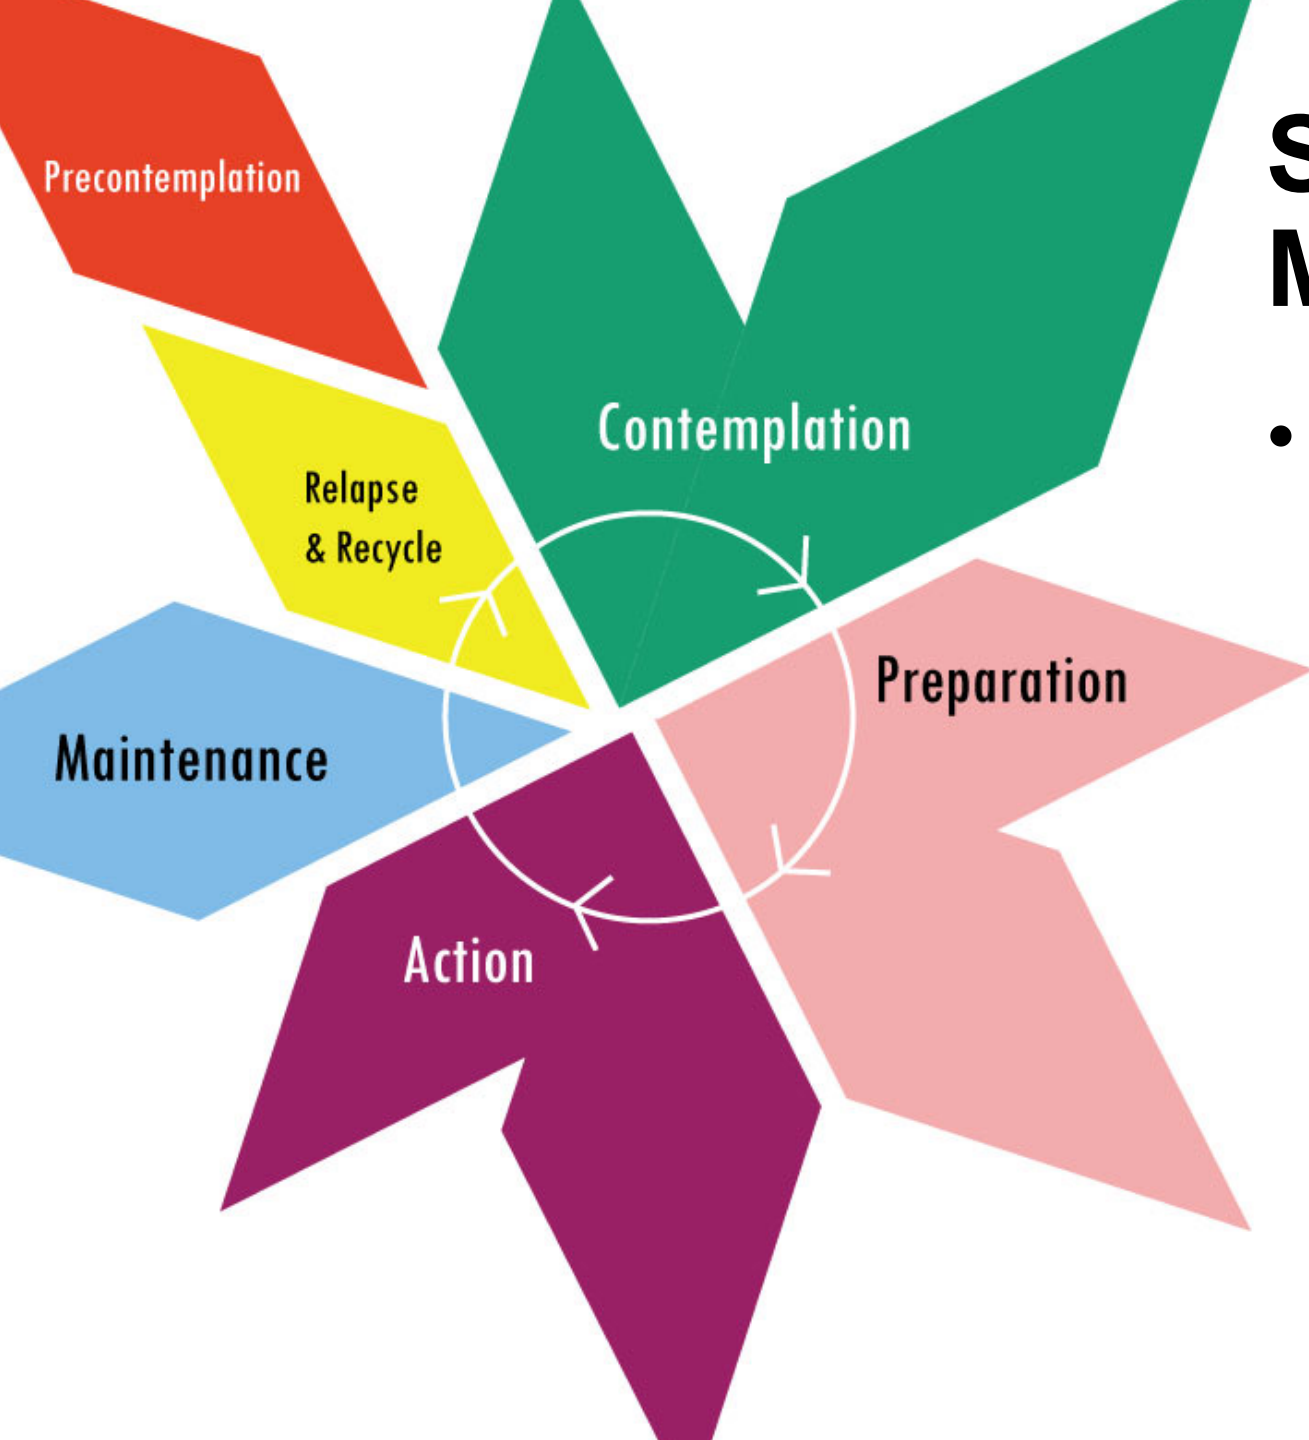 Precontemplation
Contemplation
Relapse
& Recycle
Preparation
Maintenance
Action
S
M
•